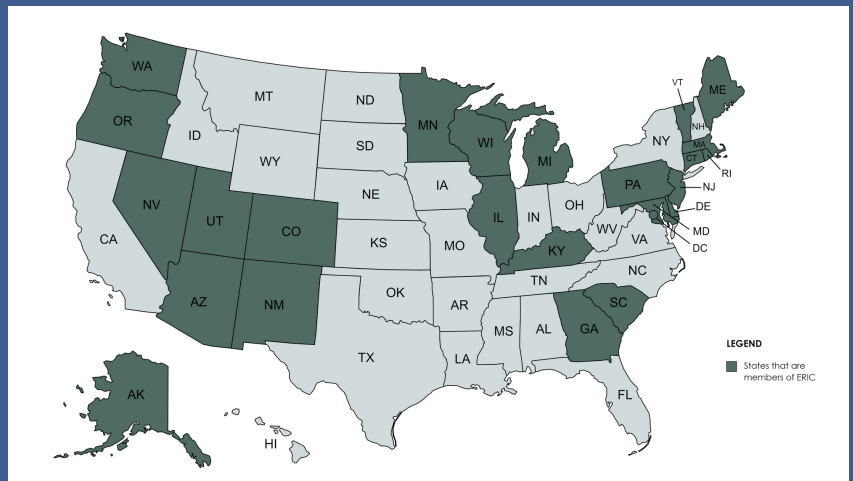 WA
MT
ND
MN
VT
ME
OR
ID
SD
WI
MI
NY
NH
MA
CT
RI
WY
NE
IA
PA
NJ
DE
MD
DC
NV
UT
CO
KS
MO
IL
IN
OH
KY
WV
VA
CA
AZ
NM
OK
AR
TN
NC
SC
MS
AL
GA
TX
LA
FL
AK
HI
LEGEND
States that are
members of ERIC